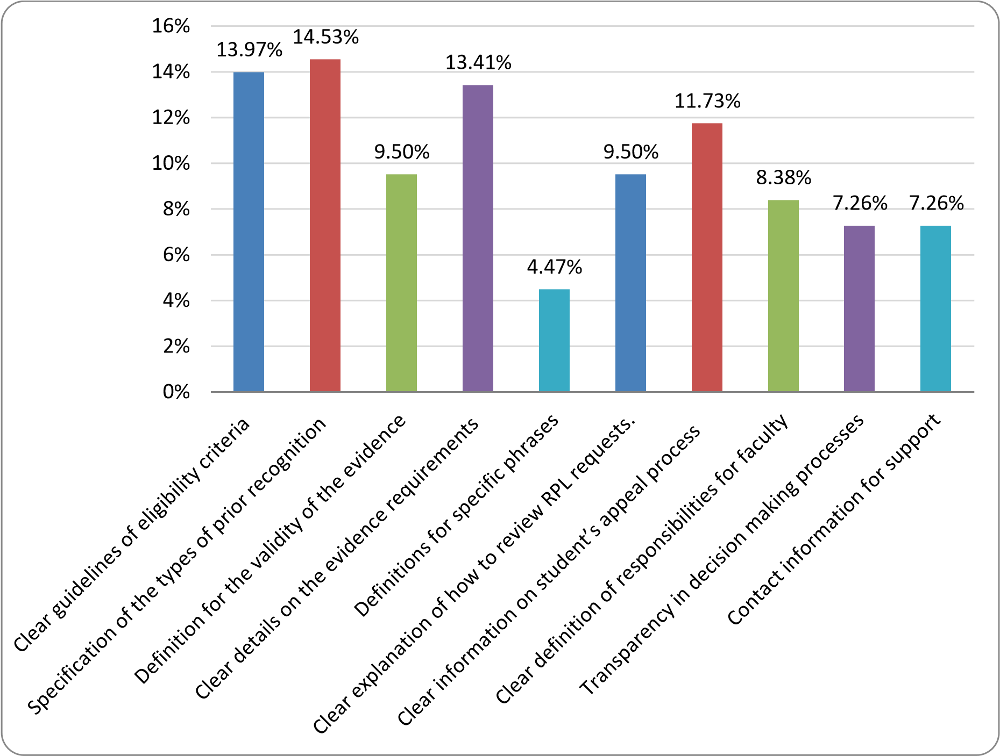 16%
14%
12%
10%
8%
6%
4%
2%
0%
13.97%
14.53%
9.50%
13.41%
4.47%
9.50%
11.73%
8.38%
7.26%
7.26%
Clear guidelines of eligibility criteria
Specification of the types of prior recognition
Definition for the validity of the evidence
Clear details on the evidence requirements
Definitions for specific phrases
Clear explanation of how to review RPL requests.
Clear information on student’s appeal process
Clear definition of responsibilities for faculty
Transparency in decision making processes
Contact information for support